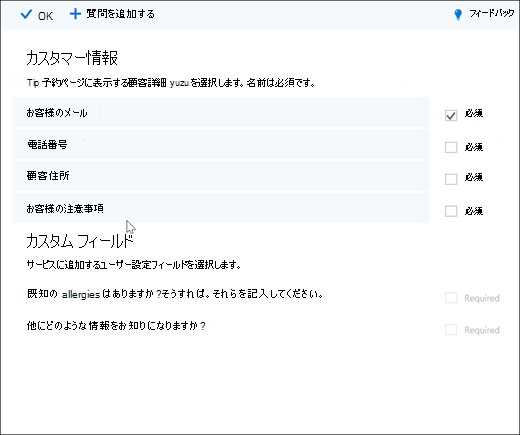 OK 質問を追加する フィードバック
カスタマー情報
Tip 予約ページに表示する顧客詳細 yuzu を選択します。名前は必須です。
お客様のメール 必須
電話番号 必須
顧客住所 必須
お客様の注意事項 必須
カスタム フィールド
サービスに追加するユーザー設定フィールドを選択します。
既知の allergies はありますか?そうすれば。それらを記入してください。 Required
他にどのような情報をお知りになりますか? Required